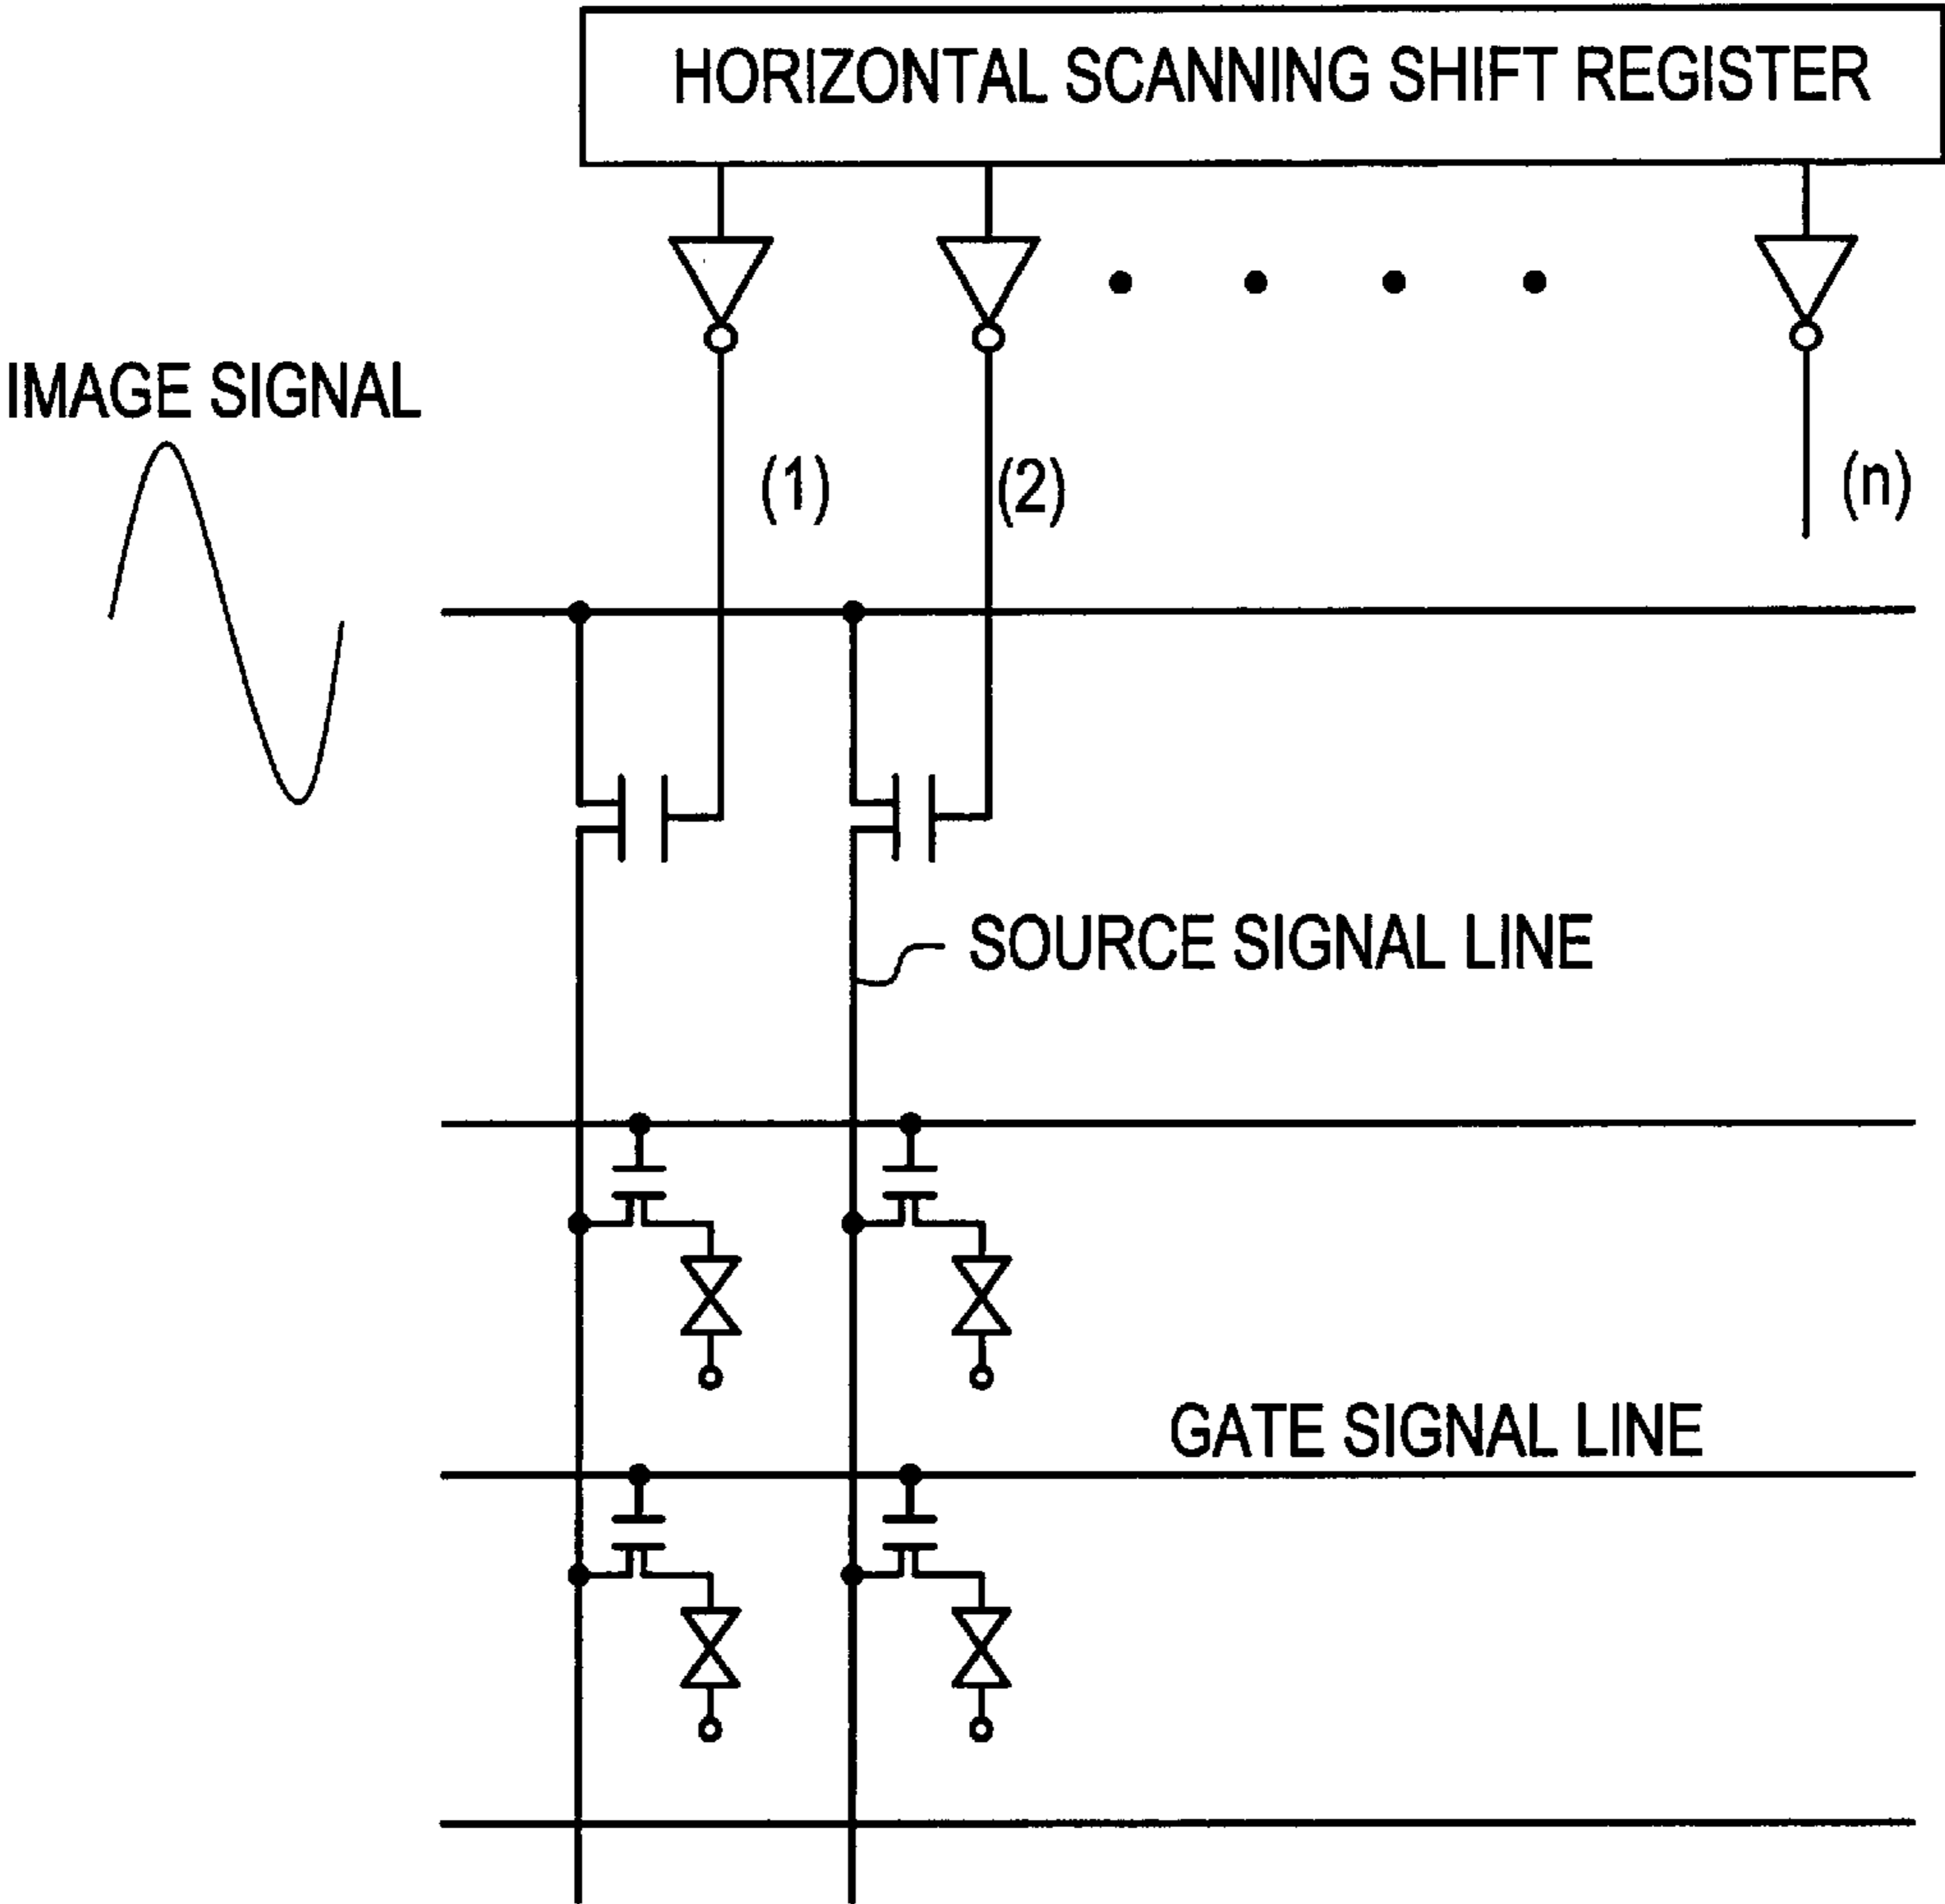 HORIZONTAL SCANNING SHIFT REGISTER
IMAGE SIGNAL
(1)
(2)
(n)
SOURCE SIGNAL LINE
GATE SIGNAL LINE